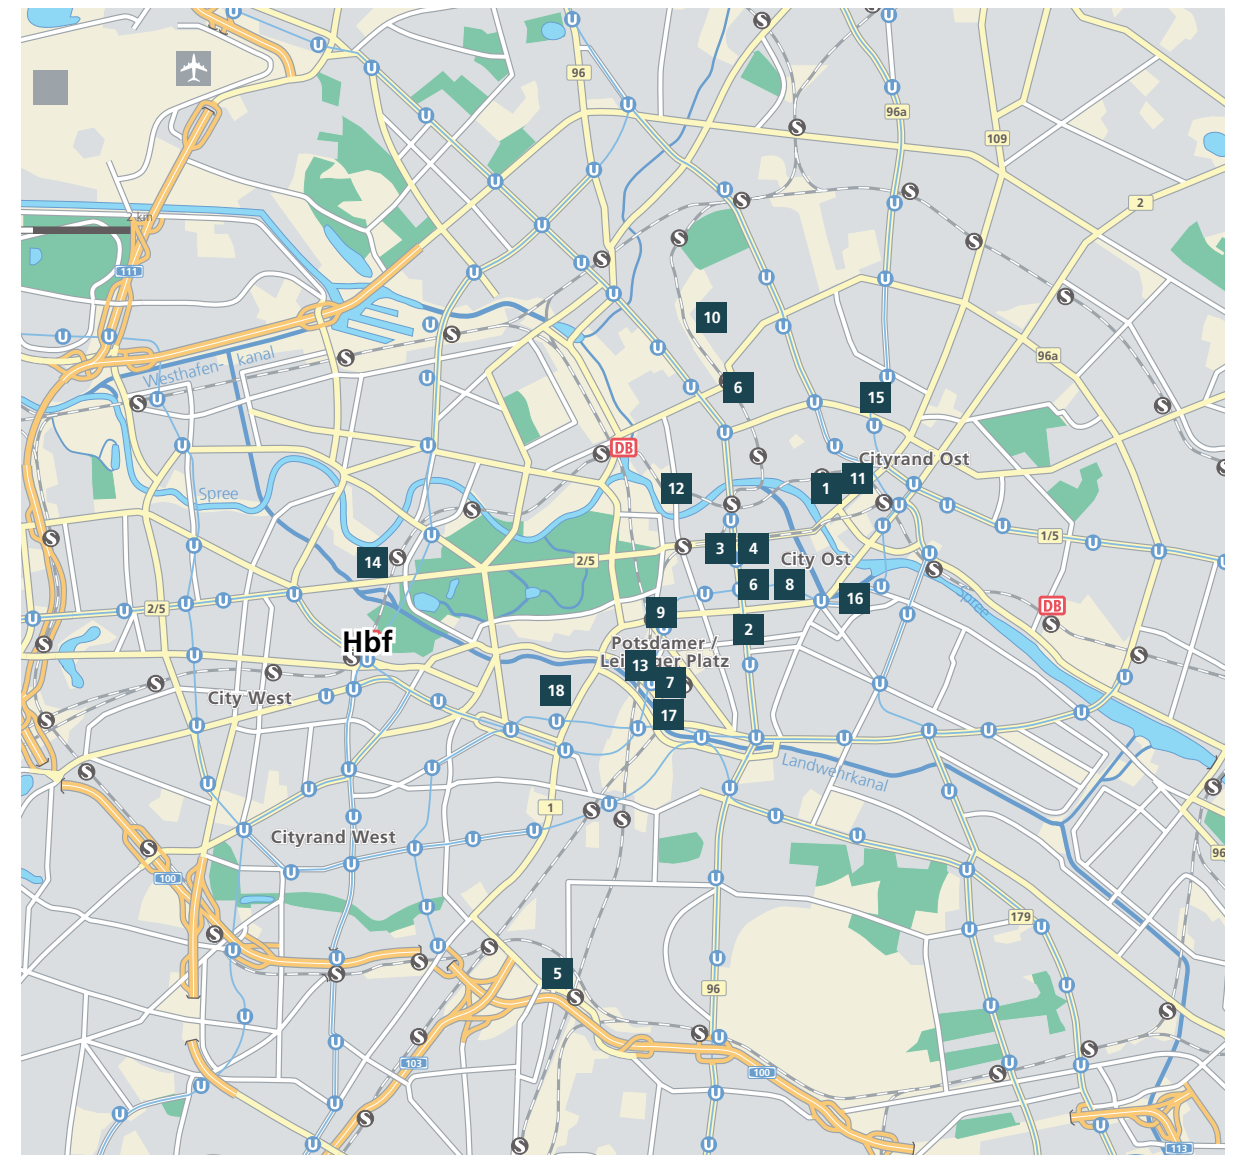 96
96a
109
2
2 km
111
10
Westhafen-
kanal
96a
6
15
DB
Cityrand Ost
Spree
12
1
11
1/5
3
4
City Ost
14
2/5
6
8
16
Spree
DB
2/5
9
2
Hbf
Potsdamer /
Platz
13
7
City West
18
17
Landwehrkanal
1
Cityrand West
96
100
179
5
96
103
100
113